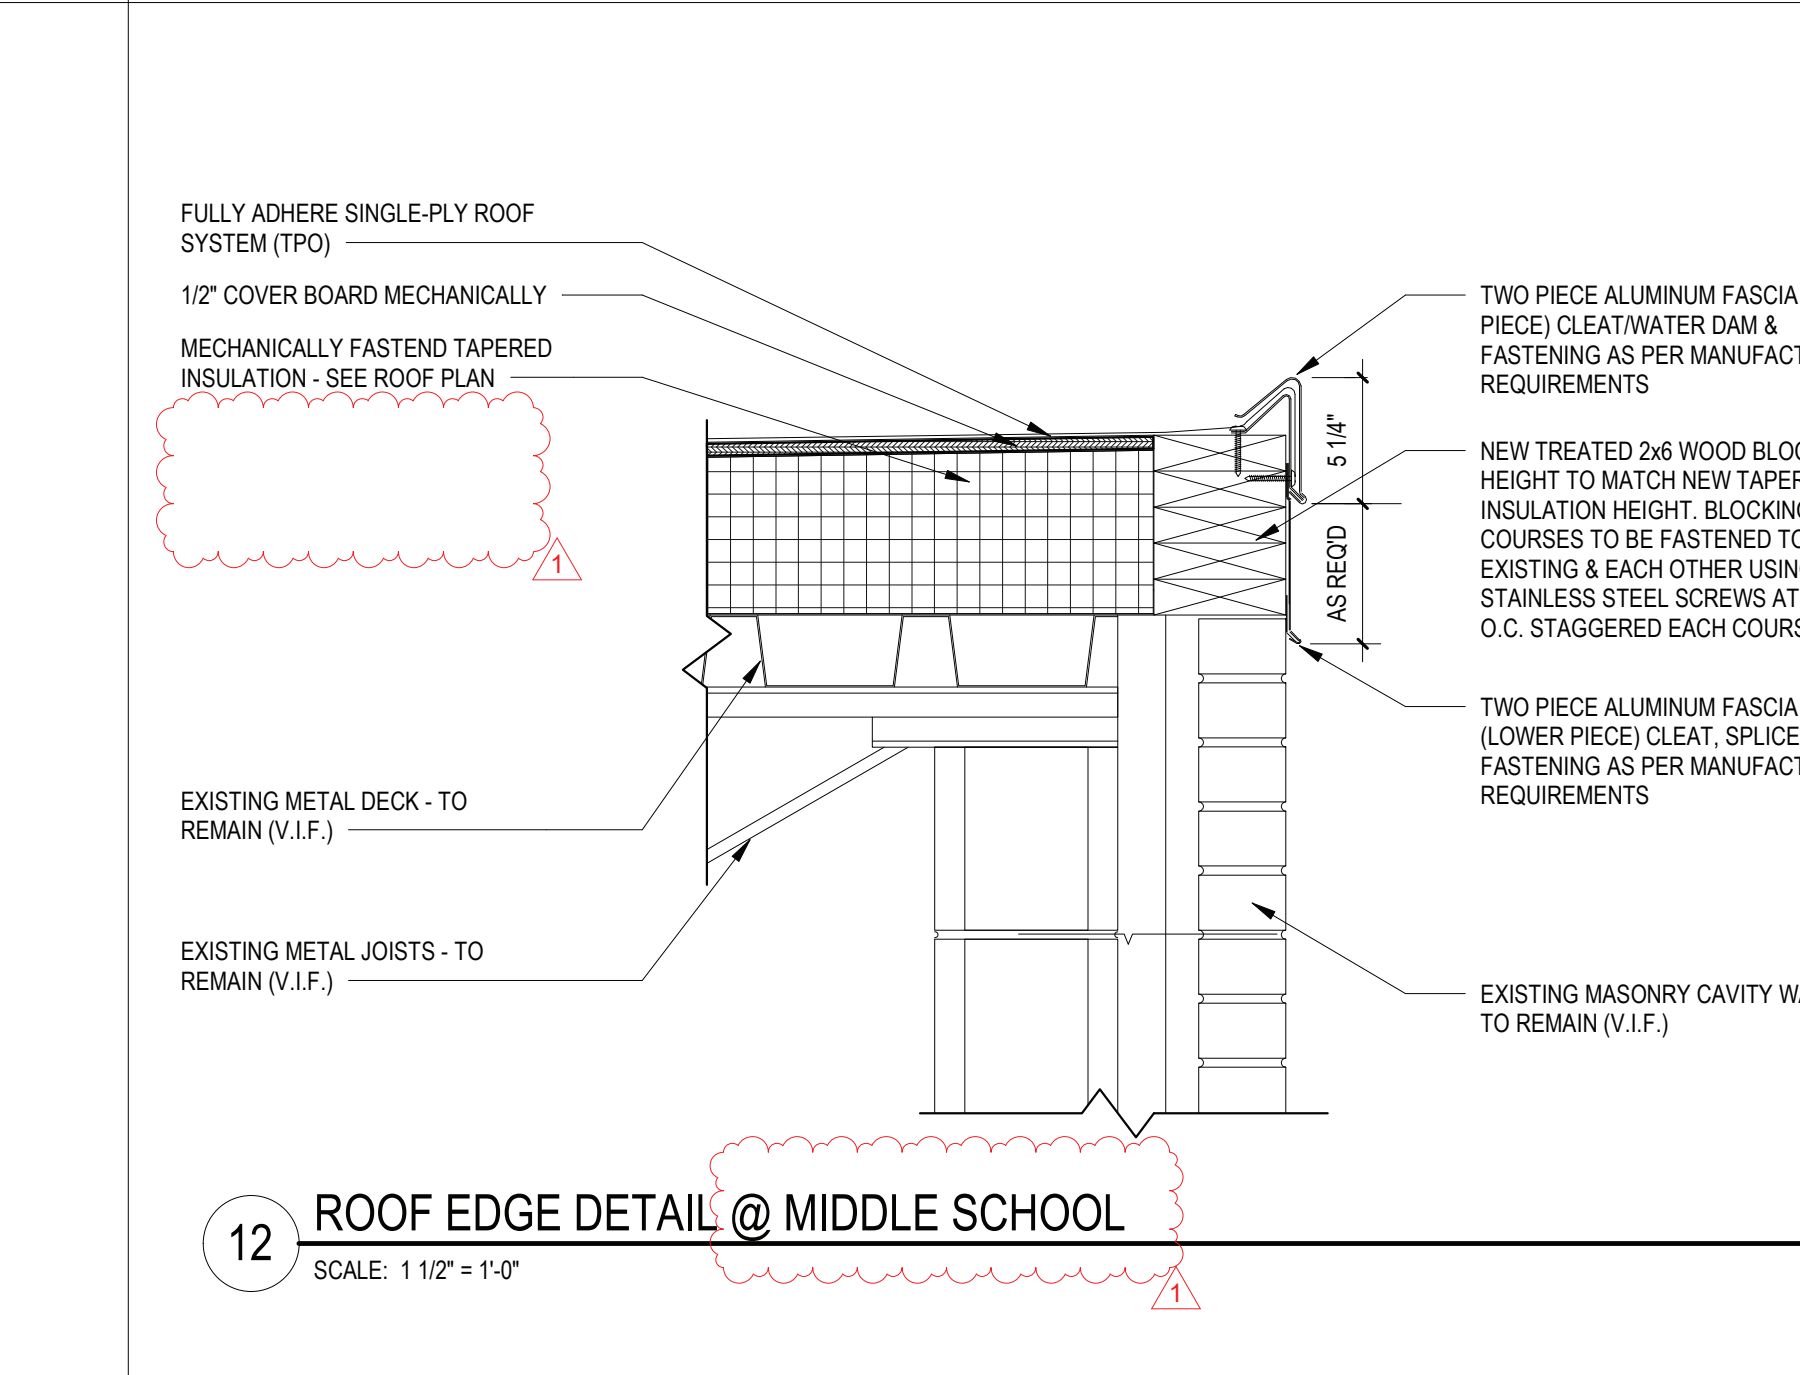 FULLY ADHERE SINGLE-PLY ROOF
SYSTEM (TPO)
1/2" COVER BOARD MECHANICALLY
MECHANICALLY FASTEND TAPERED
INSULATION - SEE ROOF PLAN
1
EXISTING METAL DECK - TO
REMAIN (V.I.F.)
EXISTING METAL JOISTS - TO
REMAIN (V.I.F.)
5 1/4"
AS REQ'D
TWO PIECE ALUMINUM FASCIA
PIECE) CLEAT/WATER DAM &
FASTENING AS PER MANUFACT
REQUIREMENTS
NEW TREATED 2x6 WOOD BLOC
HEIGHT TO MATCH NEW TAPER
INSULATION HEIGHT. BLOCKING
COURSES TO BE FASTENED TO
EXISTING & EACH OTHER USING
STAINLESS STEEL SCREWS AT
O.C. STAGGERED EACH COURS
TWO PIECE ALUMINUM FASCIA
(LOWER PIECE) CLEAT, SPLICE
FASTENING AS PER MANUFACT
REQUIREMENTS
EXISTING MASONRY CAVITY WA
TO REMAIN (V.I.F.)
12
ROOF EDGE DETAIL @ MIDDLE SCHOOL
SCALE: 1 1/2" = 1'-0"
1